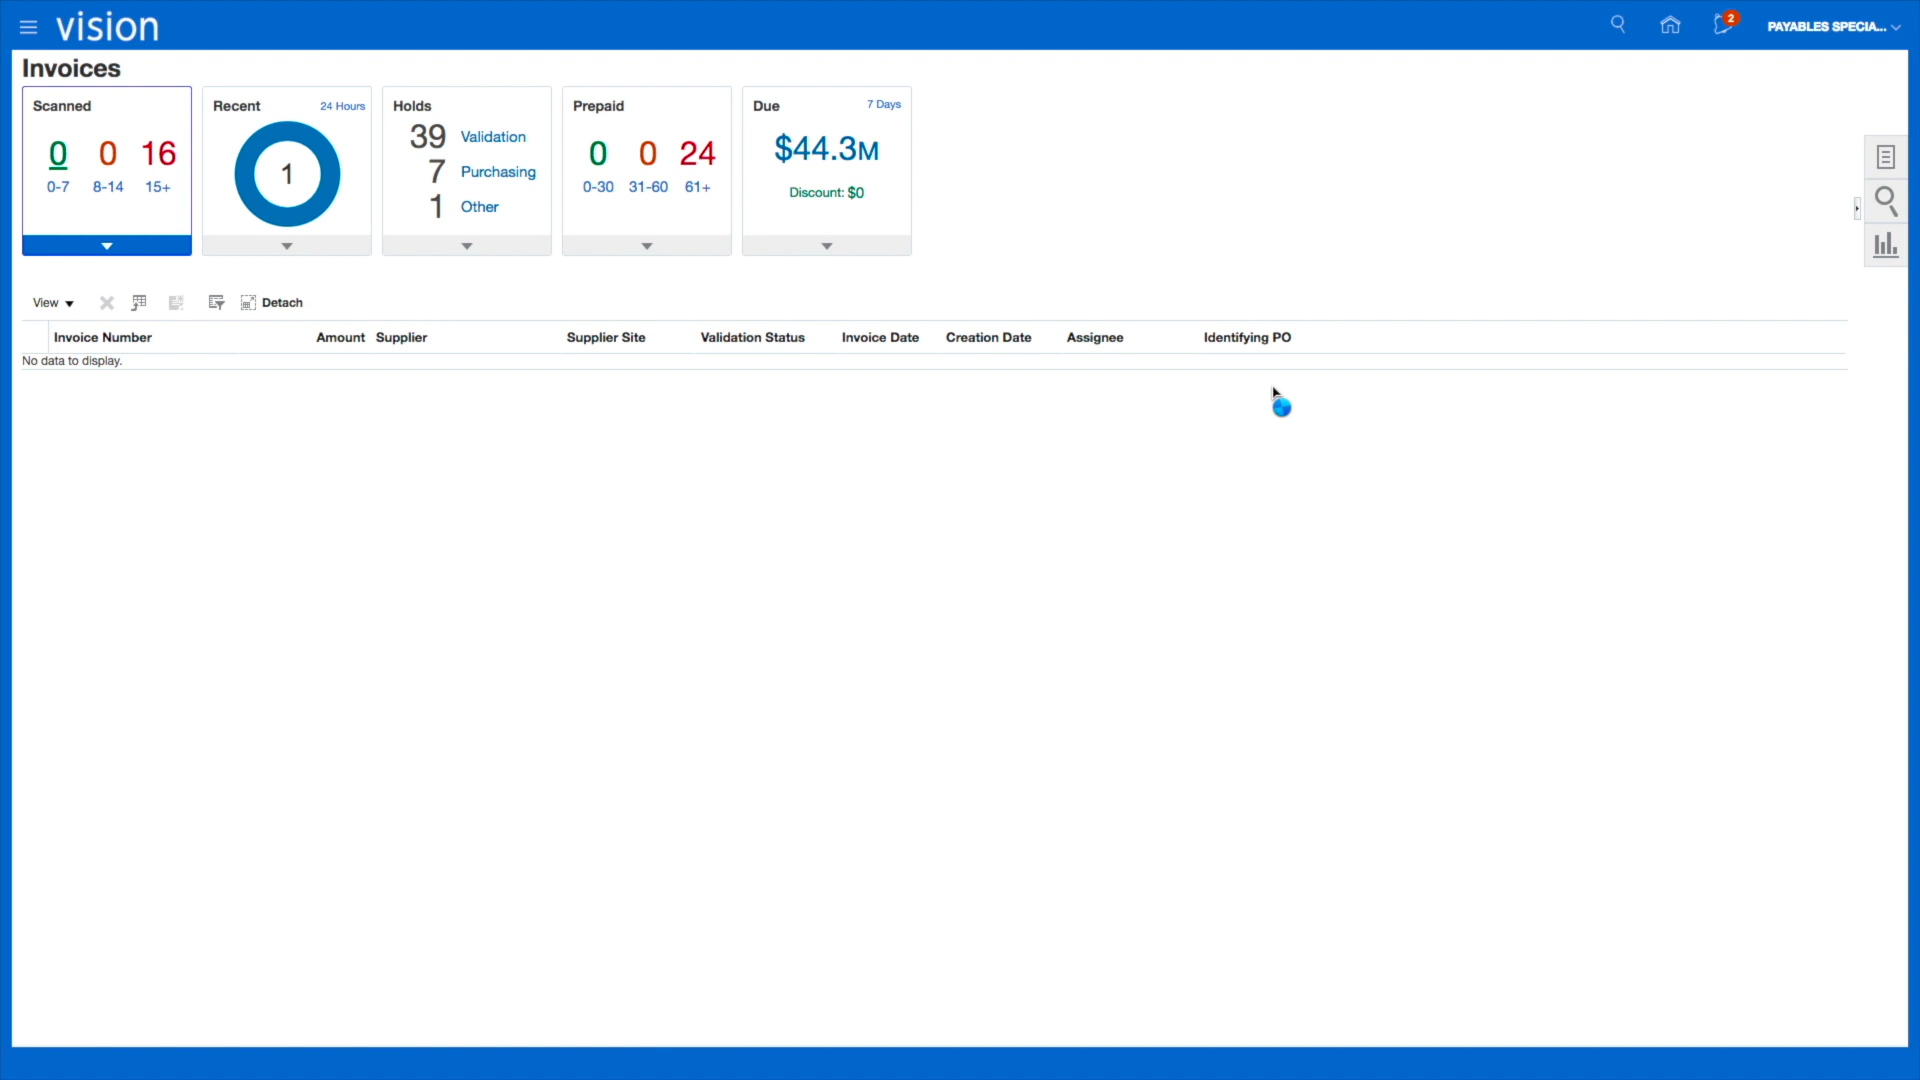 vision
2
PAYABLES SPECIA...
Invoices
Scanned
0 0 16
0-7 8-14 15+
Recent 24 Hours
1
Holds
39 Validation
7 Purchasing
1 Other
Prepaid
0 0 24
0-30 31-60 61+
Due 7 Days
$44.3M
Discount: $0
View Detach
Invoice Number Amount Supplier Supplier Site Validation Status Invoice Date Creation Date Assignee Identifying PO
No data to display.